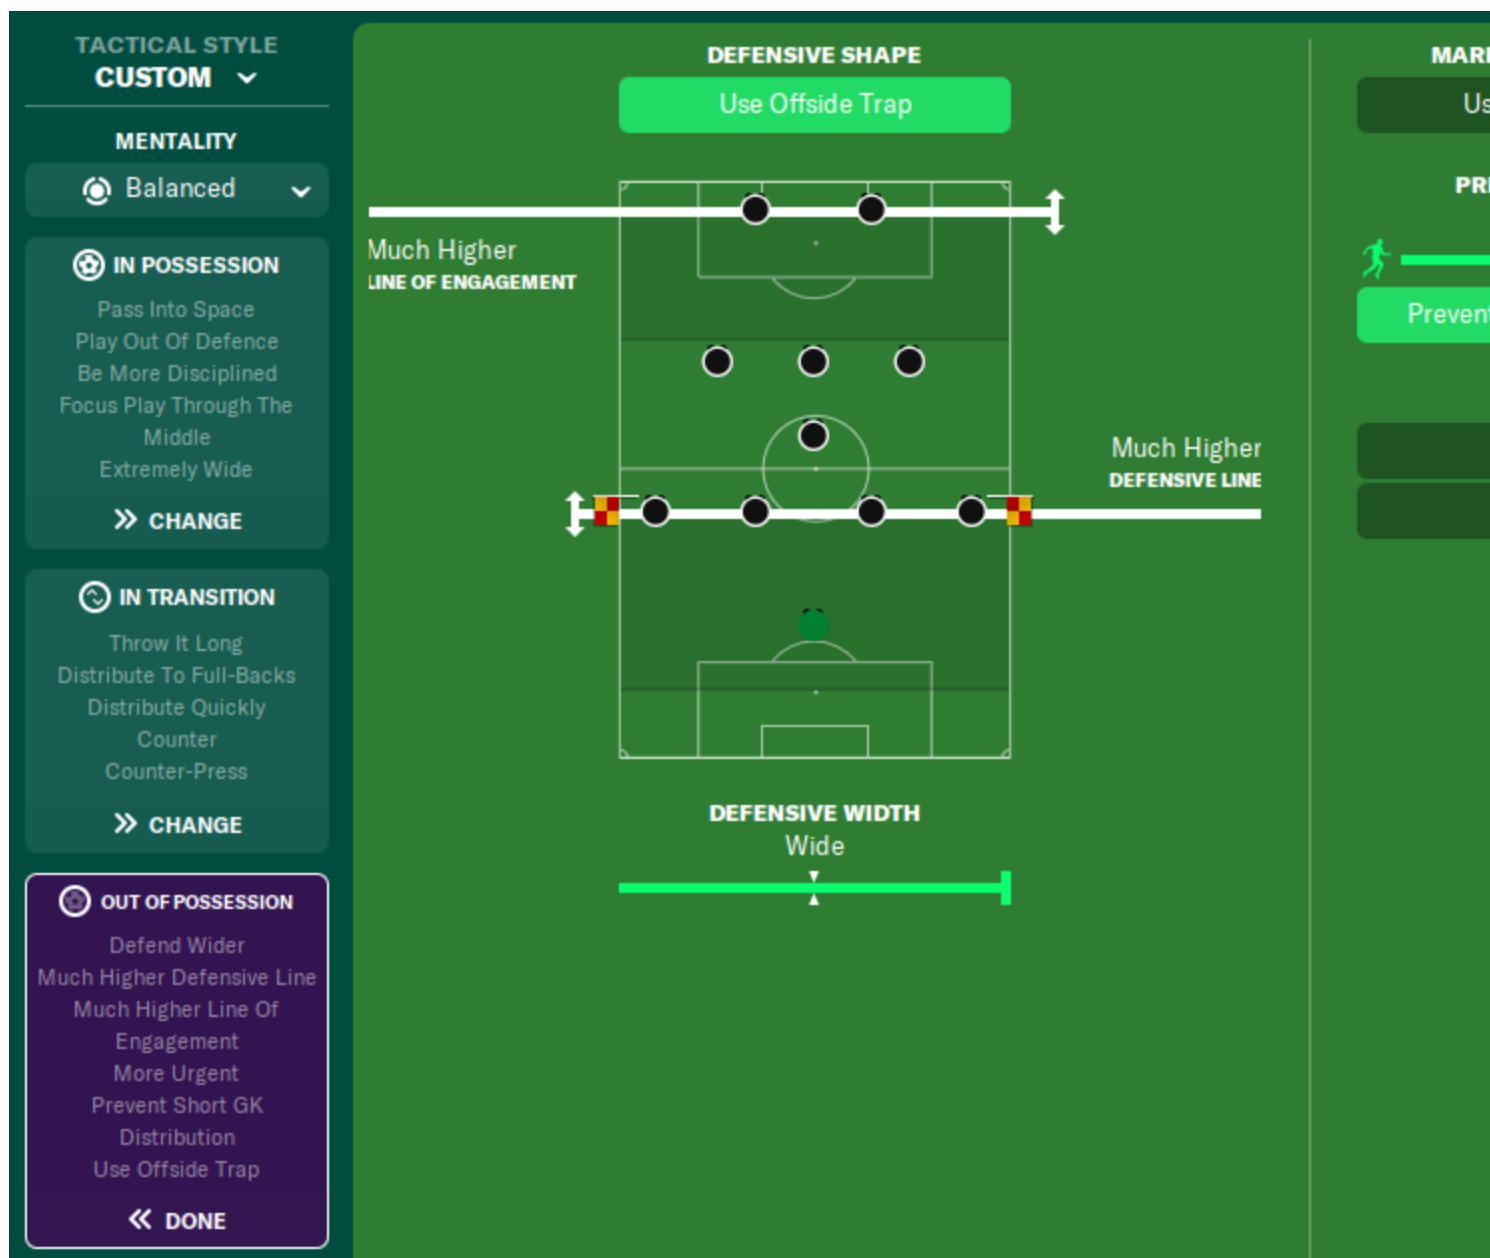 TACTICAL STYLE
CUSTOM
MENTALITY
Balanced
IN POSSESSION
Pass Into Space
Play Out Of Defence
Be More Disciplined
Focus Play Through The
Middle
Extremely Wide
CHANGE
IN TRANSITION
Throw It Long
Distribute To Full-Backs
Distribute Quickly
Counter
Counter-Press
CHANGE
OUT OF POSSESSION
Defend Wider
Much Higher Defensive Line
Much Higher Line Of
Engagement
More Urgent
Prevent Short GK
Distribution
Use Offside Trap
DONE
DEFENSIVE SHAPE
Use Offside Trap
Much Higher
LINE OF ENGAGEMENT
Much Higher
DEFENSIVE LINE
DEFENSIVE WIDTH
Wide
MARK
Us
PRE
Prevent